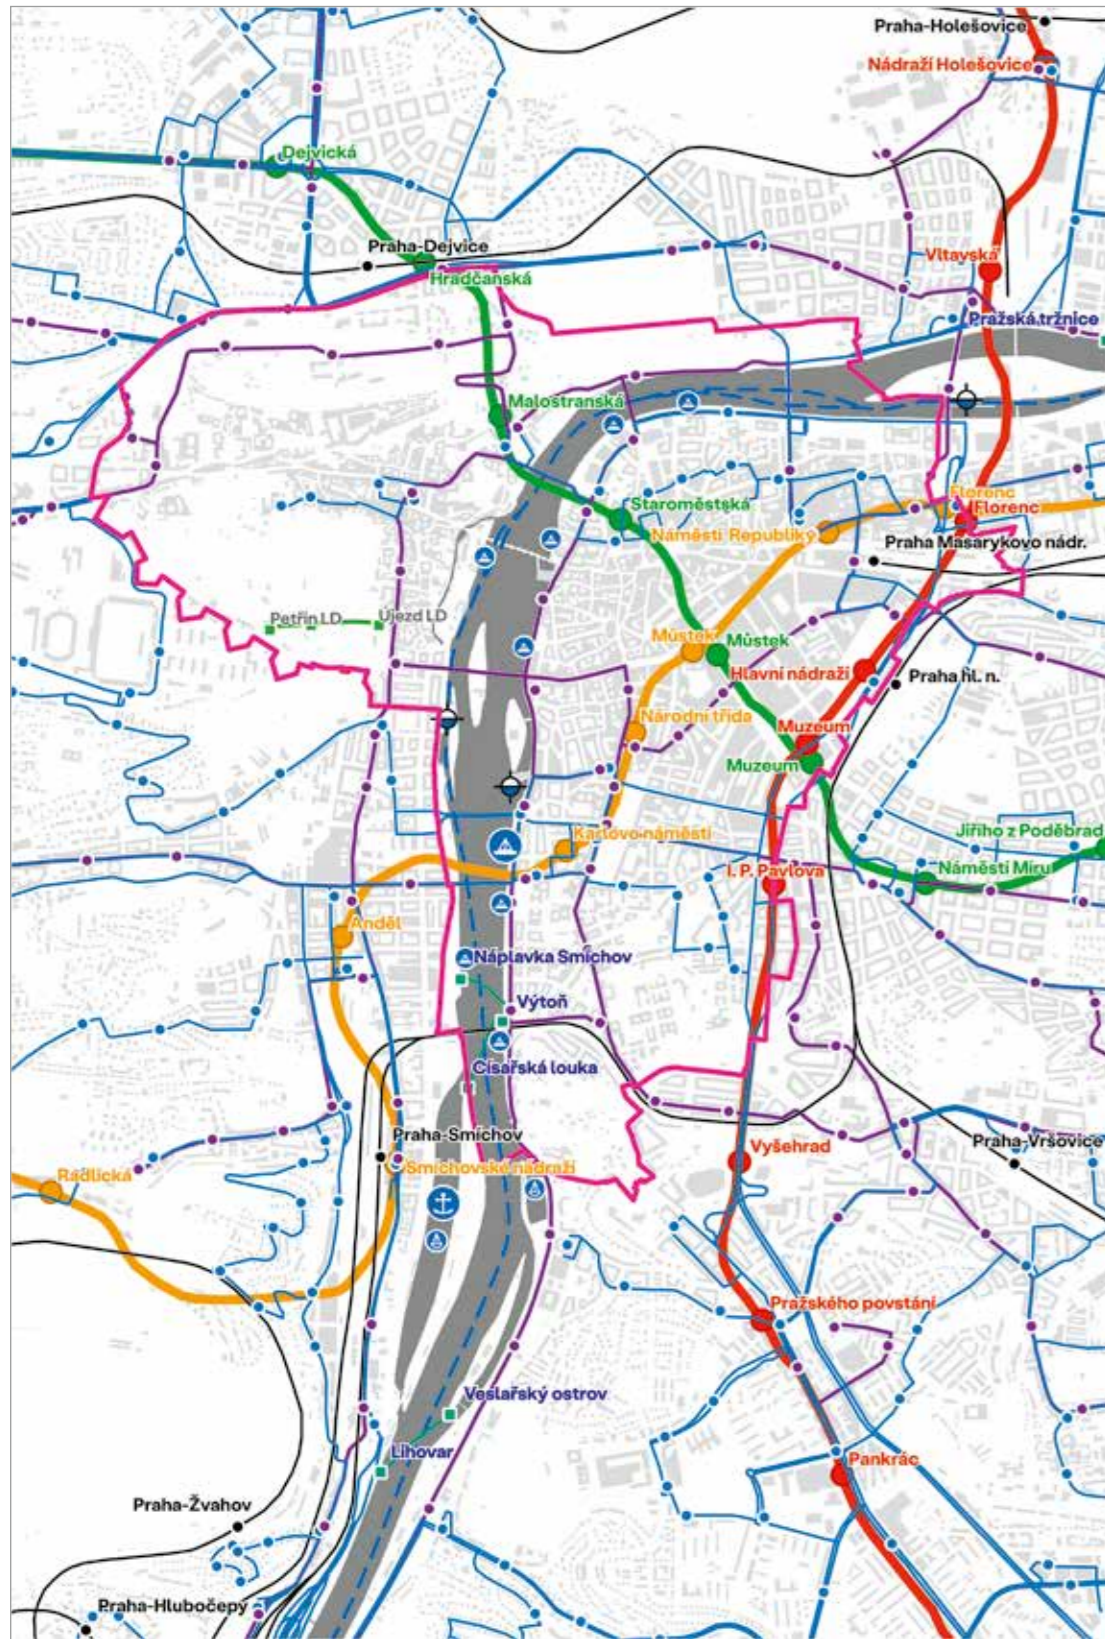 Praha-Holešovice
Nádraží Holešovice
Dejvická
Praha-Dejvice
Hradčanská
Vltavská
Pražská tržnice
Malostranská
Florenc
Florenc
Staroměstská
Náměstí Republiky
Praha Masarykovo nádr.
Petřín LD
Újezd LD
Můstek
Můstek
Hlavní nádraží
Praha hl. n.
Národní třída
Muzeum
Muzeum
Karlovo náměstí
Jiřího z Poděbrad
Náměstí Míru
I. P. Pavlova
Anděl
Náplavka Smíchov
Výtoň
Císařská louka
Praha-Smíchov
Smíchovské nádraží
Vyšehrad
Praha-Vršovice
Radlická
Pražského povstání
Veslařský ostrov
Lihovar
Pankrác
Praha-Žvahov
Praha-Hlubočepy